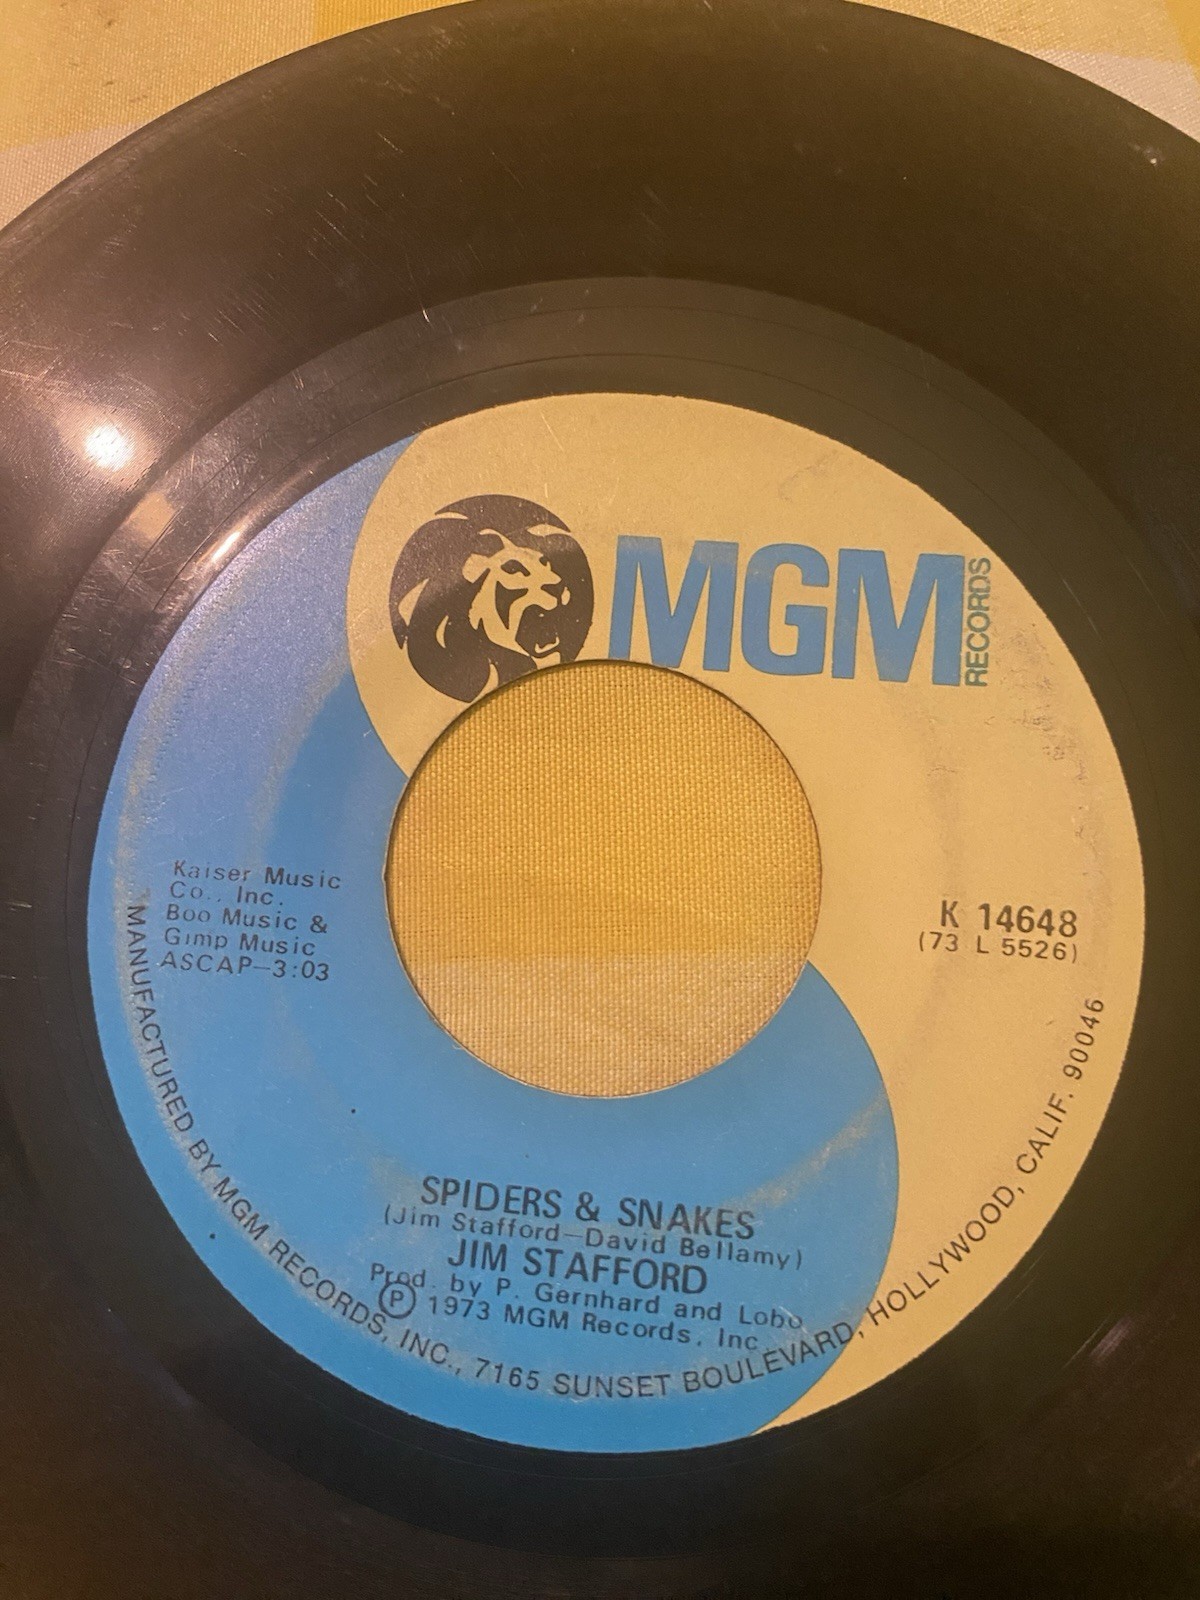 MGM
RECORDS
Kaiser Music
Co., Inc.
Boo Music &
Gimp Music
ASCAP—3:03
K 14648
(73 L 5526)
SPIDERS & SNAKES
(Jim Stafford—David Bellamy)
JIM STAFFORD
Prod. by P. Gernhard and Lobo
Ⓟ 1973 MGM Records, Inc.
MANUFACTURED BY MGM RECORDS, INC., 7165 SUNSET BOULEVARD, HOLLYWOOD, CALIF. 90046